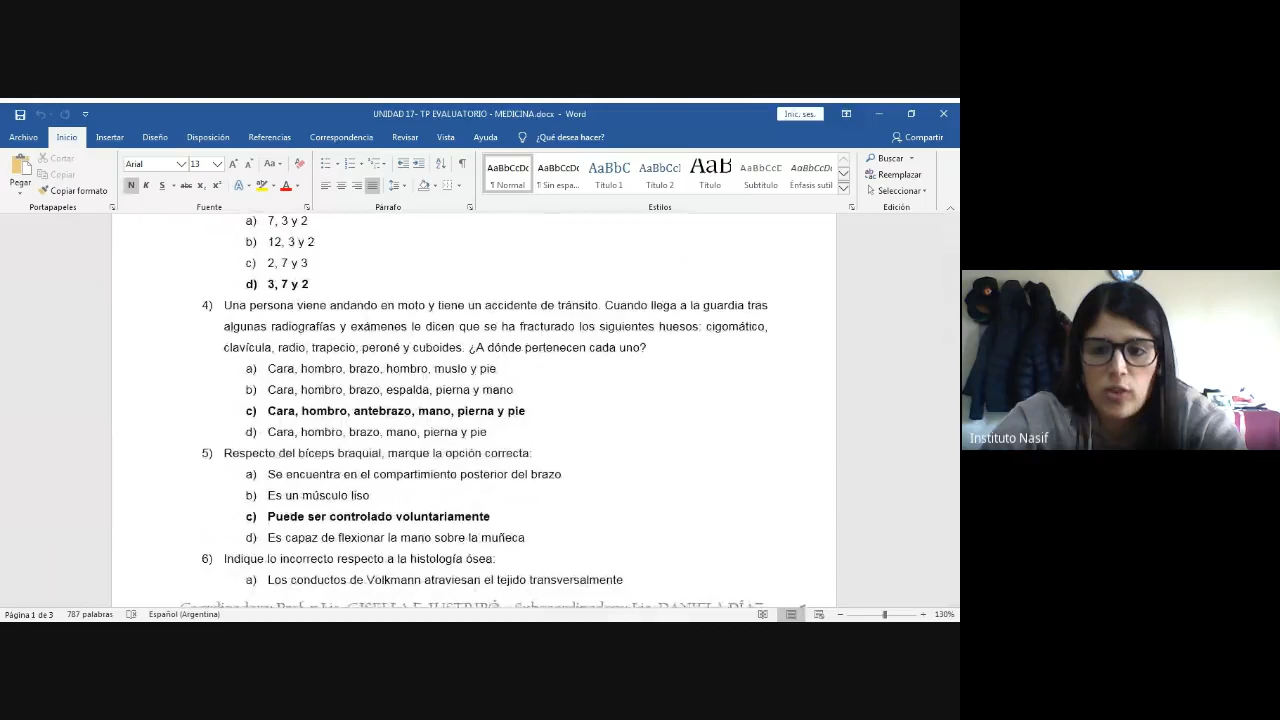 UNIDAD 17- TP EVALUATORIO - MEDICINA.docx - Word
Inic. ses.
Archivo Inicio Insertar Diseño Disposición Referencias Correspondencia Revisar Vista Ayuda ¿Qué desea hacer? Compartir
Pegar
Cortar
Copiar
Copiar formato
Portapapeles
Arial 13
Aa
N K S abc x₂ x²
Fuente
Párrafo
AaBbCcDc AaBbCcDc AaBbC AaBbCcl AaB AaBbCcD AaBbCcDc
¶ Normal ¶ Sin espa... Título 1 Título 2 Título Subtítulo Énfasis sutil
Estilos
Buscar
Reemplazar
Seleccionar
Edición
a) 7, 3 y 2
b) 12, 3 y 2
c) 2, 7 y 3
d) 3, 7 y 2
4) Una persona viene andando en moto y tiene un accidente de tránsito. Cuando llega a la guardia tras
algunas radiografías y exámenes le dicen que se ha fracturado los siguientes huesos: cigomático,
clavícula, radio, trapecio, peroné y cuboides. ¿A dónde pertenecen cada uno?
a) Cara, hombro, brazo, hombro, muslo y pie
b) Cara, hombro, brazo, espalda, pierna y mano
c) Cara, hombro, antebrazo, mano, pierna y pie
d) Cara, hombro, brazo, mano, pierna y pie
5) Respecto del bíceps braquial, marque la opción correcta:
a) Se encuentra en el compartimiento posterior del brazo
b) Es un músculo liso
c) Puede ser controlado voluntariamente
d) Es capaz de flexionar la mano sobre la muñeca
6) Indique lo incorrecto respecto a la histología ósea:
a) Los conductos de Volkmann atraviesan el tejido transversalmente
Página 1 de 3 787 palabras Español (Argentina) 130%
Instituto Nasif